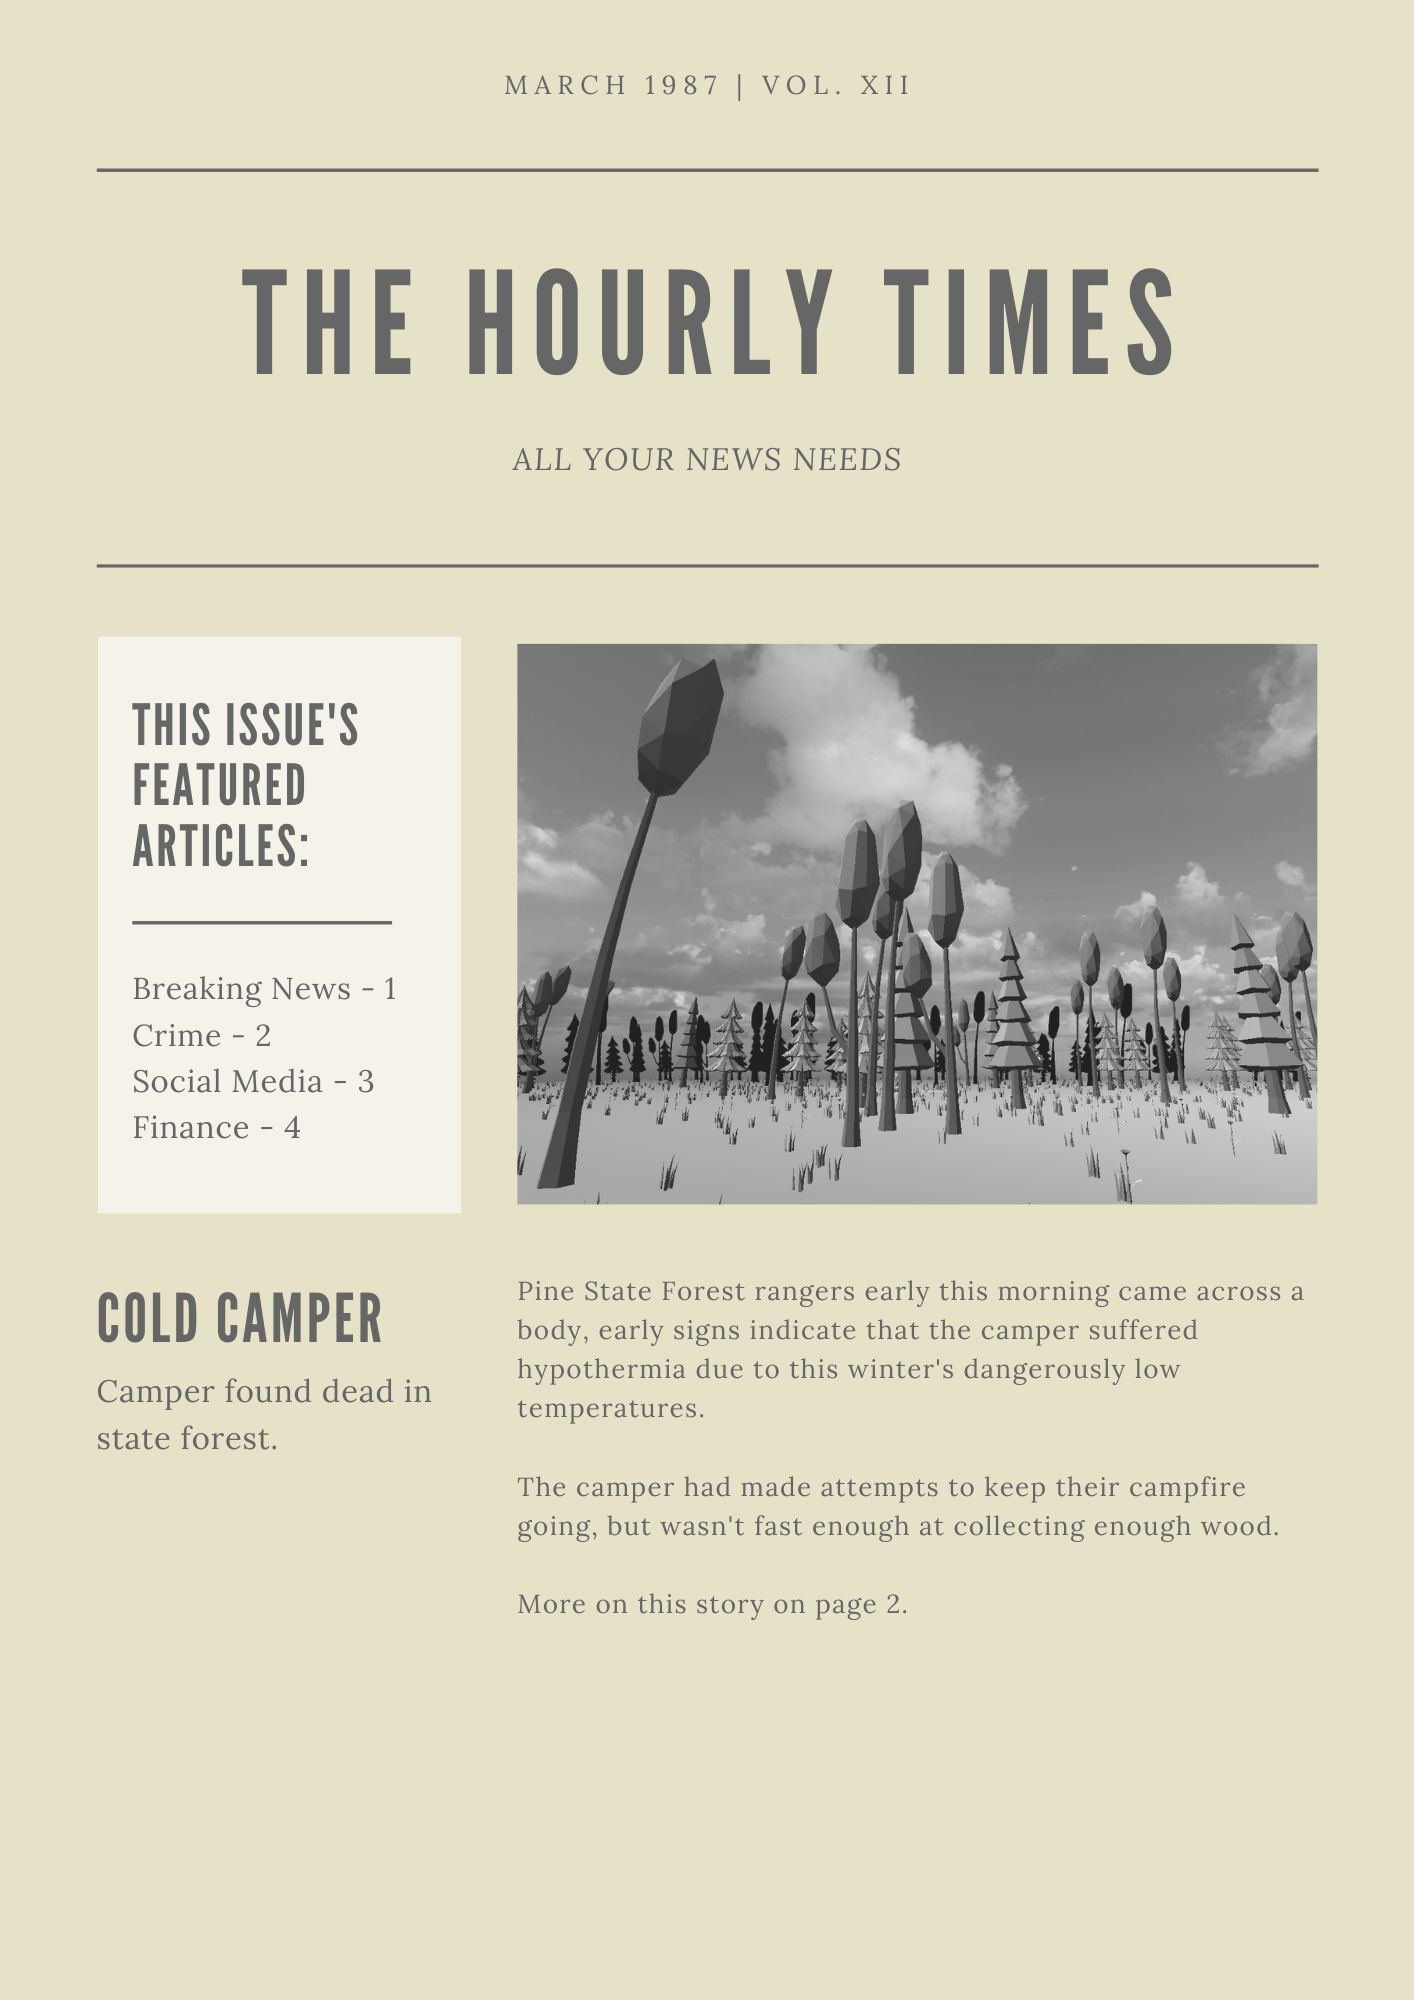 MARCH 1987 | VOL. XII
THE HOURLY TIMES
ALL YOUR NEWS NEEDS
THIS ISSUE'S
FEATURED
ARTICLES:
Breaking News - 1
Crime - 2
Social Media - 3
Finance - 4
COLD CAMPER
Camper found dead in
state forest.
Pine State Forest rangers early this morning came across a
body, early signs indicate that the camper suffered
hypothermia due to this winter's dangerously low
temperatures.
The camper had made attempts to keep their campfire
going, but wasn't fast enough at collecting enough wood.
More on this story on page 2.